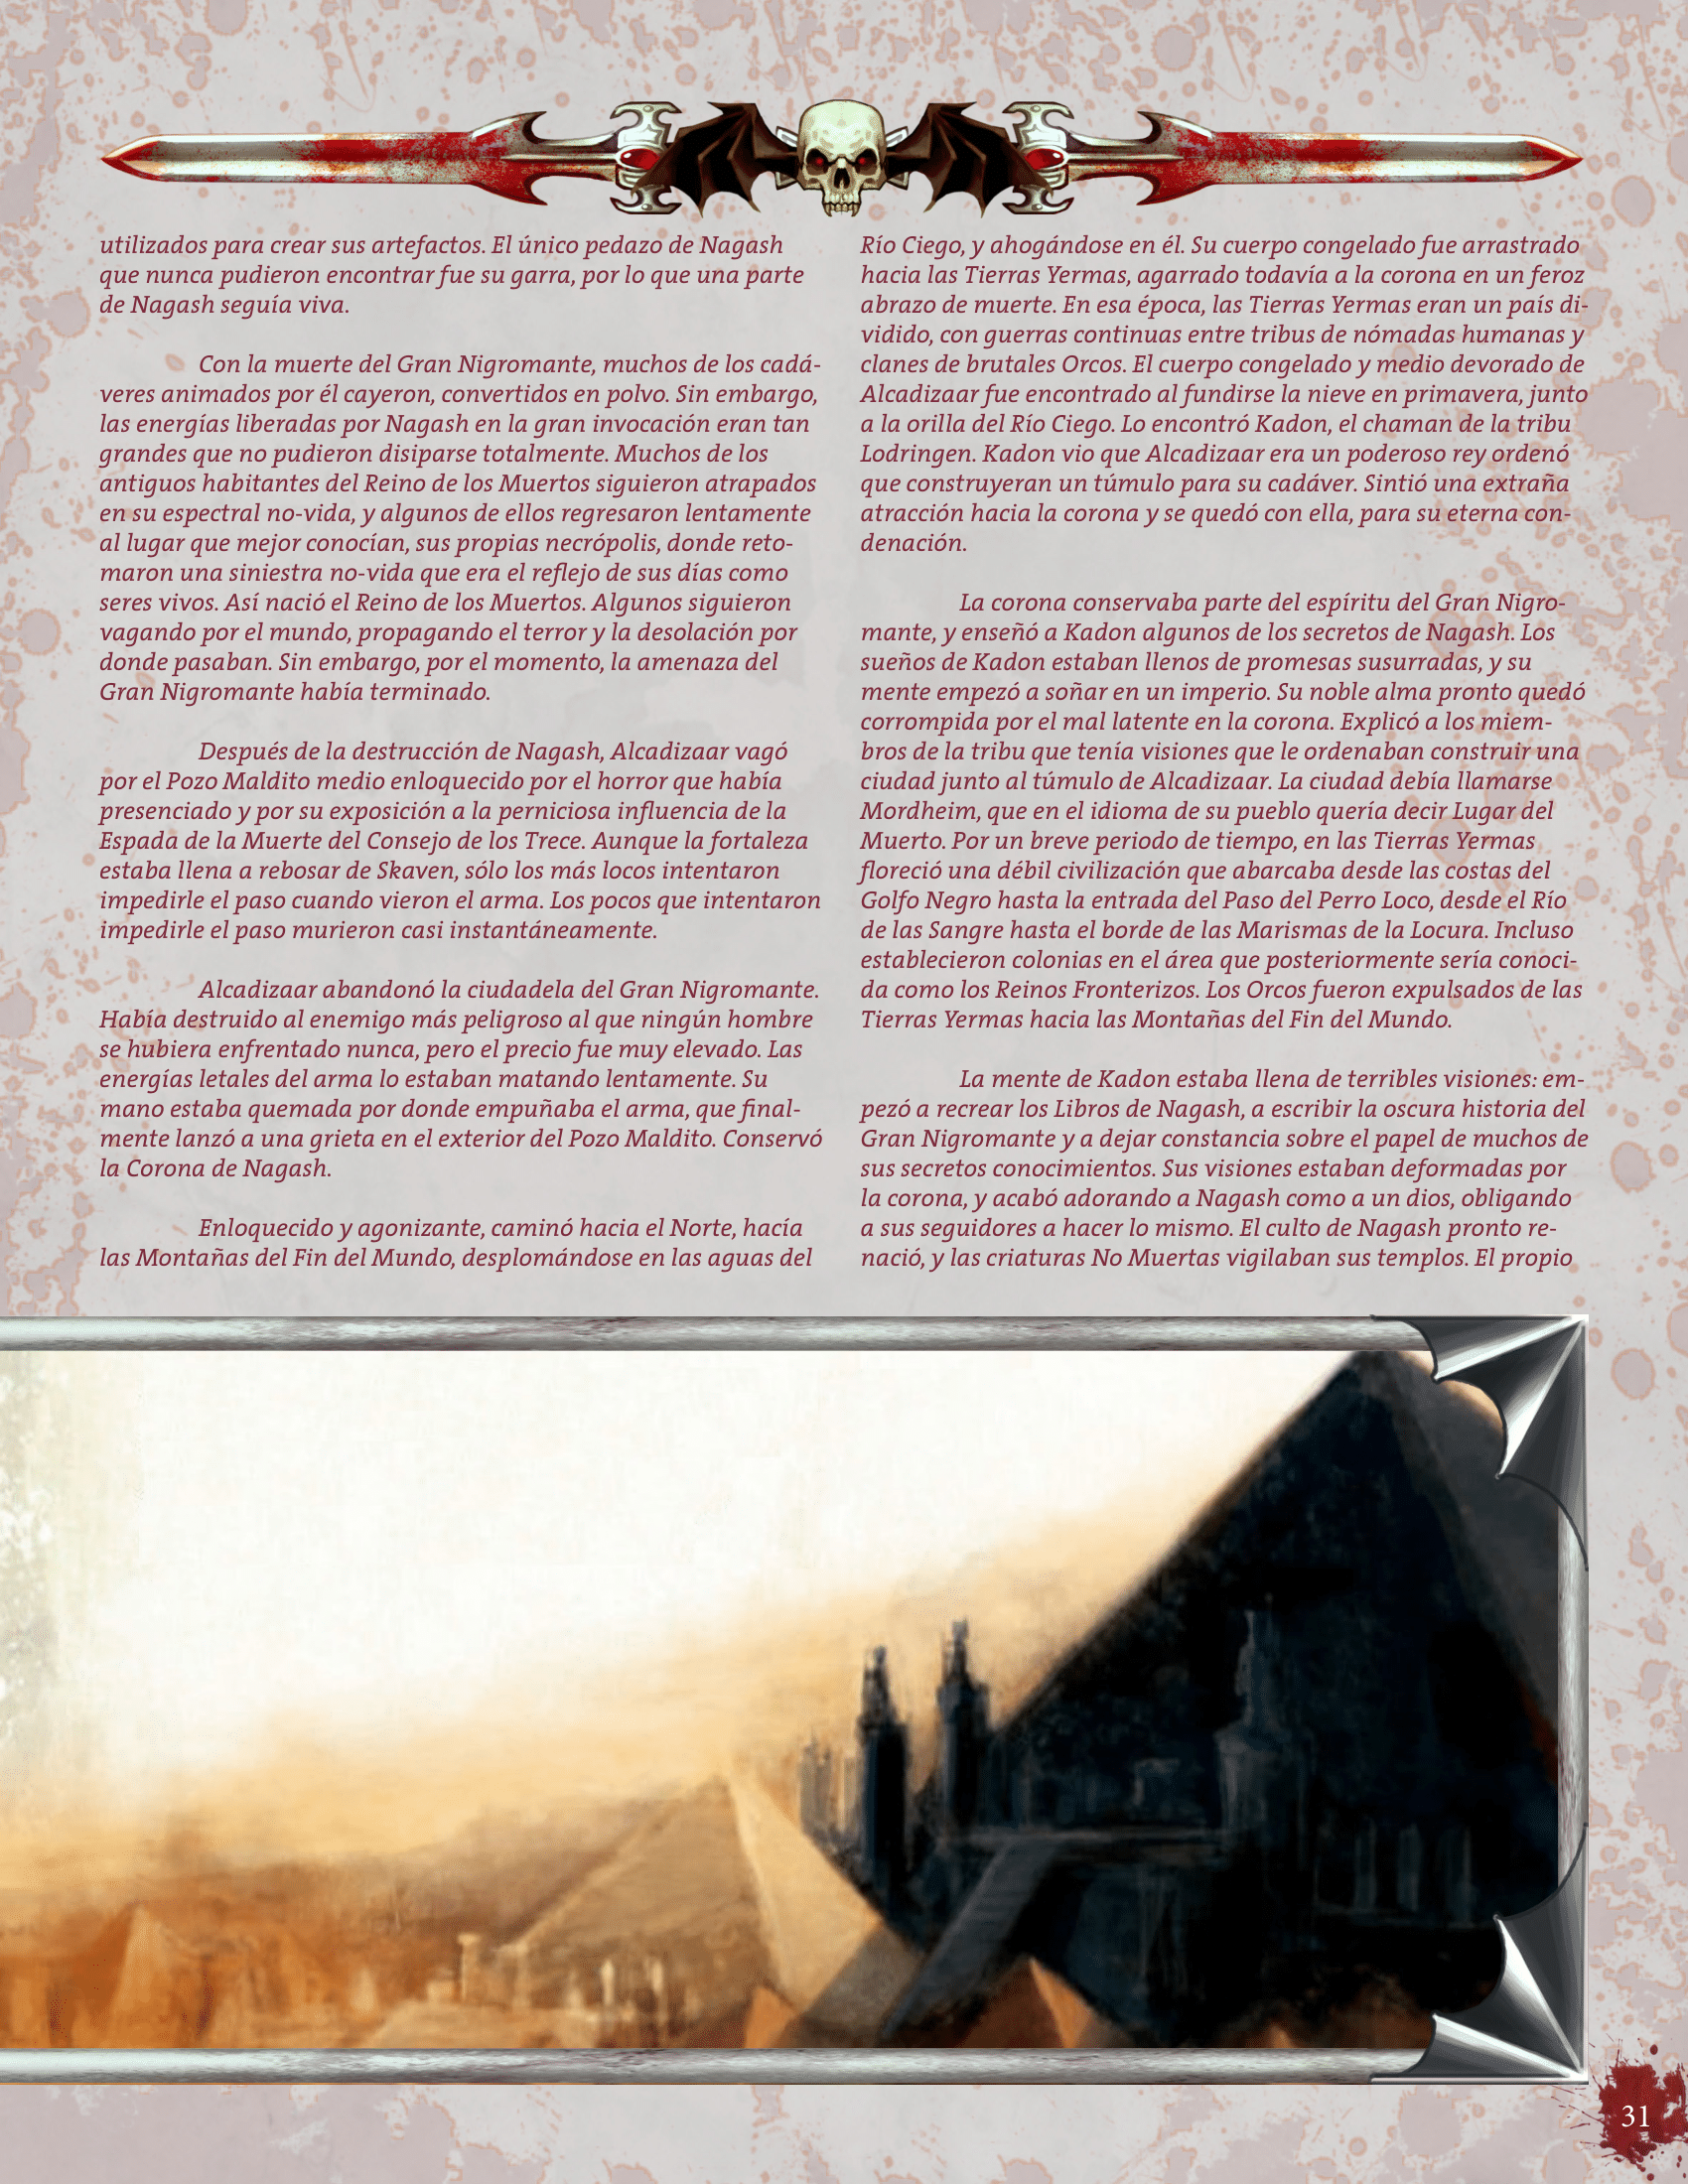 utilizados para crear sus artefactos. El único pedazo de Nagash
que nunca pudieron encontrar fue su garra, por lo que una parte
de Nagash seguía viva.
Con la muerte del Gran Nigromante, muchos de los cadá-
veres animados por él cayeron, convertidos en polvo. Sin embargo,
las energías liberadas por Nagash en la gran invocación eran tan
grandes que no pudieron disiparse totalmente. Muchos de los
antiguos habitantes del Reino de los Muertos siguieron atrapados
en su espectral no-vida, y algunos de ellos regresaron lentamente
al lugar que mejor conocían, sus propias necrópolis, donde reto-
maron una siniestra no-vida que era el reflejo de sus días como
seres vivos. Así nació el Reino de los Muertos. Algunos siguieron
vagando por el mundo, propagando el terror y la desolación por
donde pasaban. Sin embargo, por el momento, la amenaza del
Gran Nigromante había terminado.
Después de la destrucción de Nagash, Alcadizaar vagó
por el Pozo Maldito medio enloquecido por el horror que había
presenciado y por su exposición a la perniciosa influencia de la
Espada de la Muerte del Consejo de los Trece. Aunque la fortaleza
estaba llena a rebosar de Skaven, sólo los más locos intentaron
impedirle el paso cuando vieron el arma. Los pocos que intentaron
impedirle el paso murieron casi instantáneamente.
Alcadizaar abandonó la ciudadela del Gran Nigromante.
Había destruido al enemigo más peligroso al que ningún hombre
se hubiera enfrentado nunca, pero el precio fue muy elevado. Las
energías letales del arma lo estaban matando lentamente. Su
mano estaba quemada por donde empuñaba el arma, que final-
mente lanzó a una grieta en el exterior del Pozo Maldito. Conservó
la Corona de Nagash.
Enloquecido y agonizante, caminó hacia el Norte, hacía
las Montañas del Fin del Mundo, desplomándose en las aguas del
Río Ciego, y ahogándose en él. Su cuerpo congelado fue arrastrado
hacia las Tierras Yermas, agarrado todavía a la corona en un feroz
abrazo de muerte. En esa época, las Tierras Yermas eran un país di-
vidido, con guerras continuas entre tribus de nómadas humanas y
clanes de brutales Orcos. El cuerpo congelado y medio devorado de
Alcadizaar fue encontrado al fundirse la nieve en primavera, junto
a la orilla del Río Ciego. Lo encontró Kadon, el chaman de la tribu
Lodringen. Kadon vio que Alcadizaar era un poderoso rey ordenó
que construyeran un túmulo para su cadáver. Sintió una extraña
atracción hacia la corona y se quedó con ella, para su eterna con-
denación.
La corona conservaba parte del espíritu del Gran Nigro-
mante, y enseñó a Kadon algunos de los secretos de Nagash. Los
sueños de Kadon estaban llenos de promesas susurradas, y su
mente empezó a soñar en un imperio. Su noble alma pronto quedó
corrompida por el mal latente en la corona. Explicó a los miem-
bros de la tribu que tenía visiones que le ordenaban construir una
ciudad junto al túmulo de Alcadizaar. La ciudad debía llamarse
Mordheim, que en el idioma de su pueblo quería decir Lugar del
Muerto. Por un breve periodo de tiempo, en las Tierras Yermas
floreció una débil civilización que abarcaba desde las costas del
Golfo Negro hasta la entrada del Paso del Perro Loco, desde el Río
de las Sangre hasta el borde de las Marismas de la Locura. Incluso
establecieron colonias en el área que posteriormente sería conoci-
da como los Reinos Fronterizos. Los Orcos fueron expulsados de las
Tierras Yermas hacia las Montañas del Fin del Mundo.
La mente de Kadon estaba llena de terribles visiones: em-
pezó a recrear los Libros de Nagash, a escribir la oscura historia del
Gran Nigromante y a dejar constancia sobre el papel de muchos de
sus secretos conocimientos. Sus visiones estaban deformadas por
la corona, y acabó adorando a Nagash como a un dios, obligando
a sus seguidores a hacer lo mismo. El culto de Nagash pronto re-
nació, y las criaturas No Muertas vigilaban sus templos. El propio
31